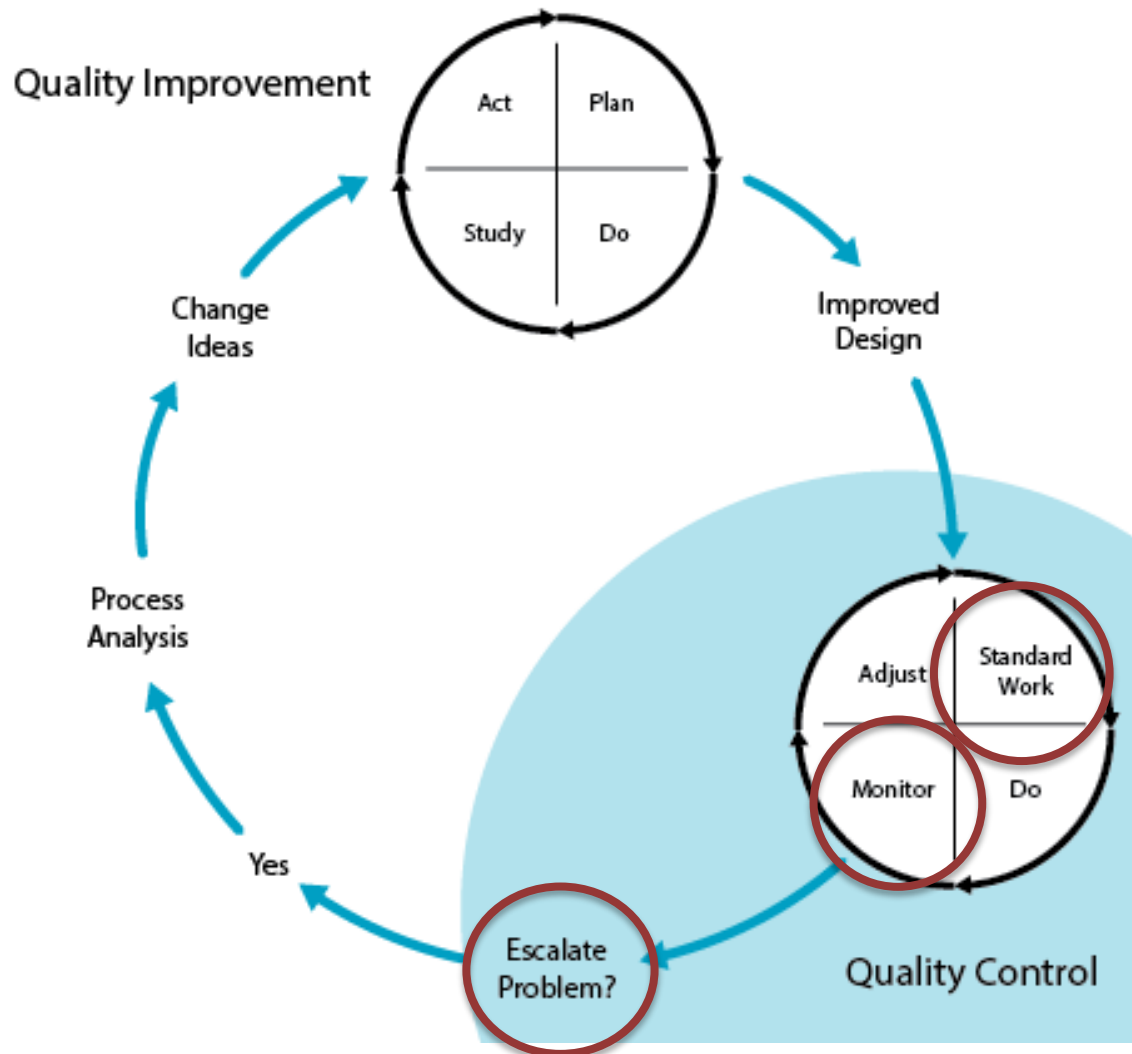 Quality Improvement
Act
Plan
Study
Do
Improved
Design
Change
Ideas
Process
Analysis
Adjust
Standard
Work
Monitor
Do
Yes
Escalate
Problem?
Quality Control